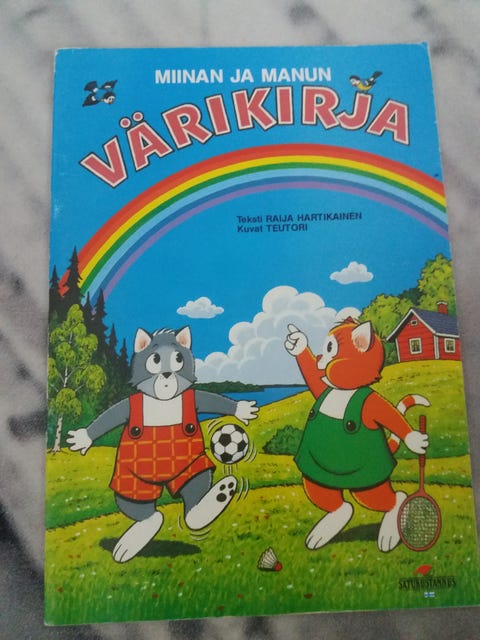 MIINAN JA MANUN
VÄRIKIRJA
Teksti RAIJA HARTIKAINEN
Kuvat TEUTORI
SATUKUSTANNUS